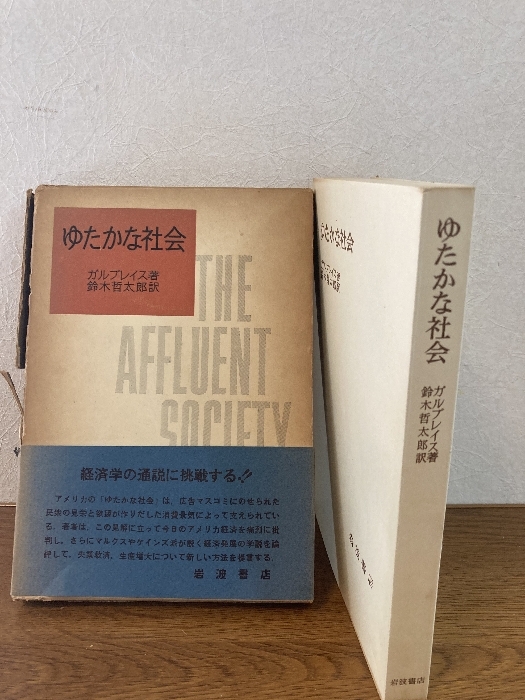 ゆたかな社会
ガルブレイス著
鈴木哲太郎訳
THE
AFFLUENT
SOCIETY
経済学の通説に挑戦する!!
アメリカの「ゆたかな社会」は、広告マスコミにのせられた
民衆の見栄と欲望が作りだした消費景気によって支えられてい
る。著者は、この見解に立って今日のアメリカ経済を痛烈に批
判し、さらにマルクスやケインズ派が説く経済発展の学説を論
評して、失業救済、生産増大について新しい方法を提案する。
岩波書店
ゆたかな社会
ゆたかな社会
ガルブレイス著
鈴木哲太郎訳
岩波書店